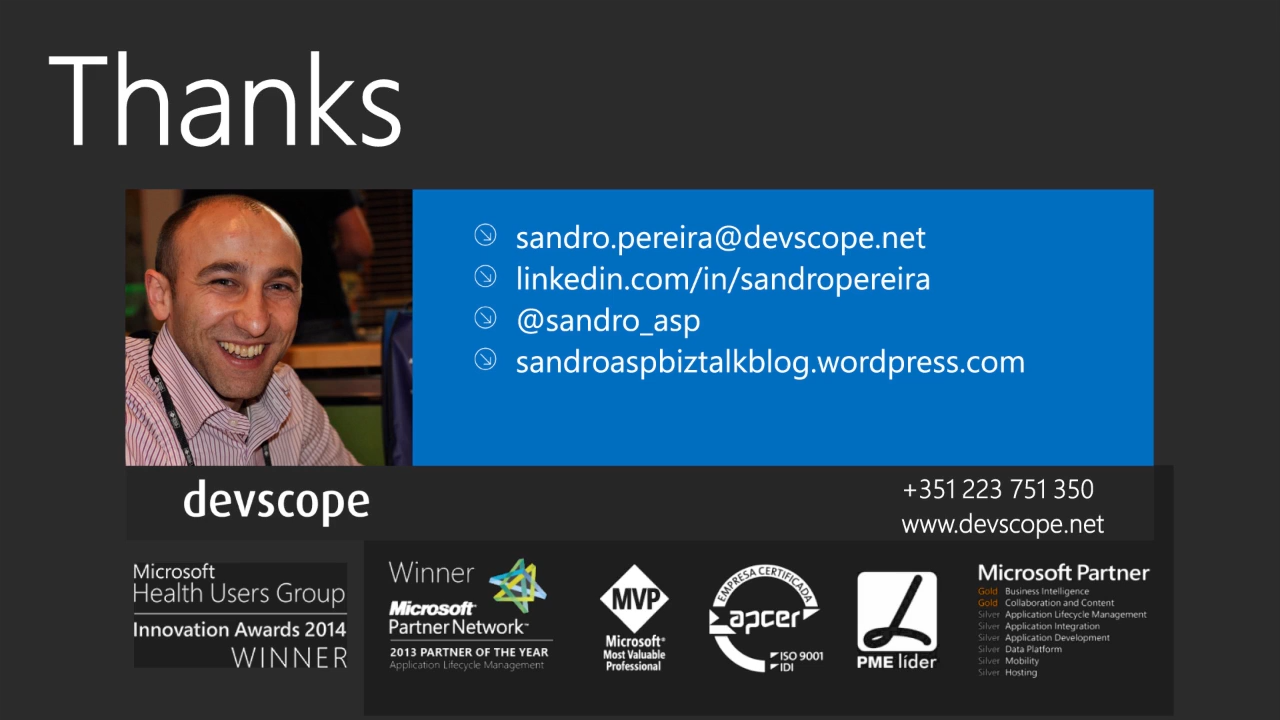 Thanks
sandro.pereira@devscope.net
linkedin.com/in/sandropereira
@sandro_asp
sandroaspbiztalkblog.wordpress.com
devscope
+351 223 751 350
www.devscope.net
Microsoft
Health Users Group
Innovation Awards 2014
WINNER
Winner
Microsoft
Partner Network™
2013 PARTNER OF THE YEAR
Application Lifecycle Management
MVP
Microsoft®
Most Valuable
Professional
EMPRESA CERTIFICADA
apcer
ISO 9001
IDI
PME líder
Microsoft Partner
Gold Business Intelligence
Gold Collaboration and Content
Silver Application Lifecycle Management
Silver Application Integration
Silver Application Development
Silver Data Platform
Silver Mobility
Silver Hosting